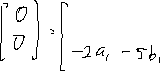 [0
0] = [
-2a₁ - 5b₁